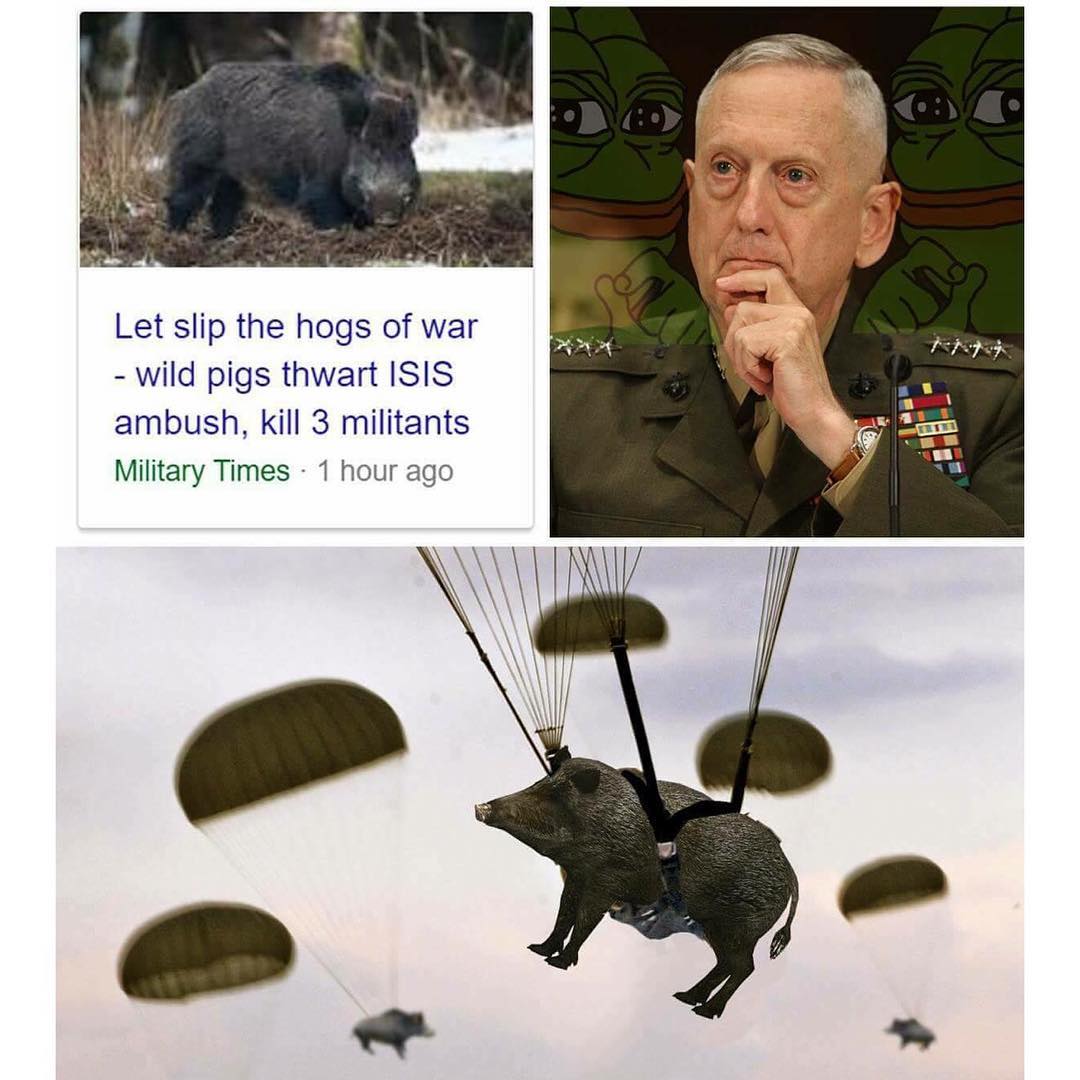 Let slip the hogs of war
- wild pigs thwart ISIS
ambush, kill 3 militants
Military Times · 1 hour ago